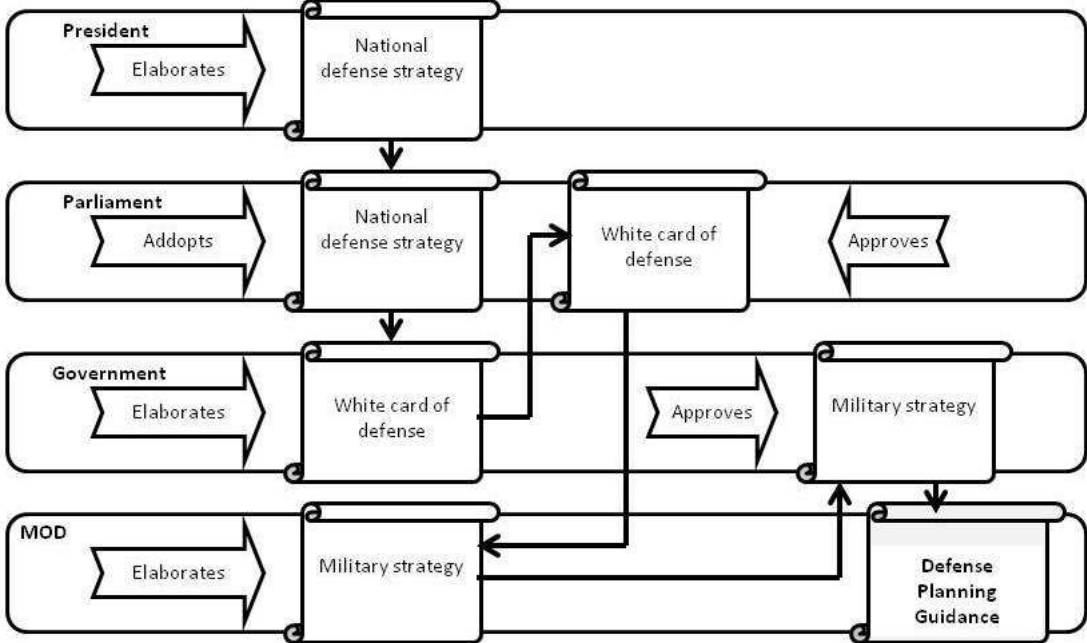 President
Elaborates
National
defense strategy
Parliament
Addopts
National
defense strategy
White card of
defense
Approves
Government
Elaborates
White card of
defense
Approves
Military strategy
MOD
Elaborates
Military strategy
Defense
Planning
Guidance